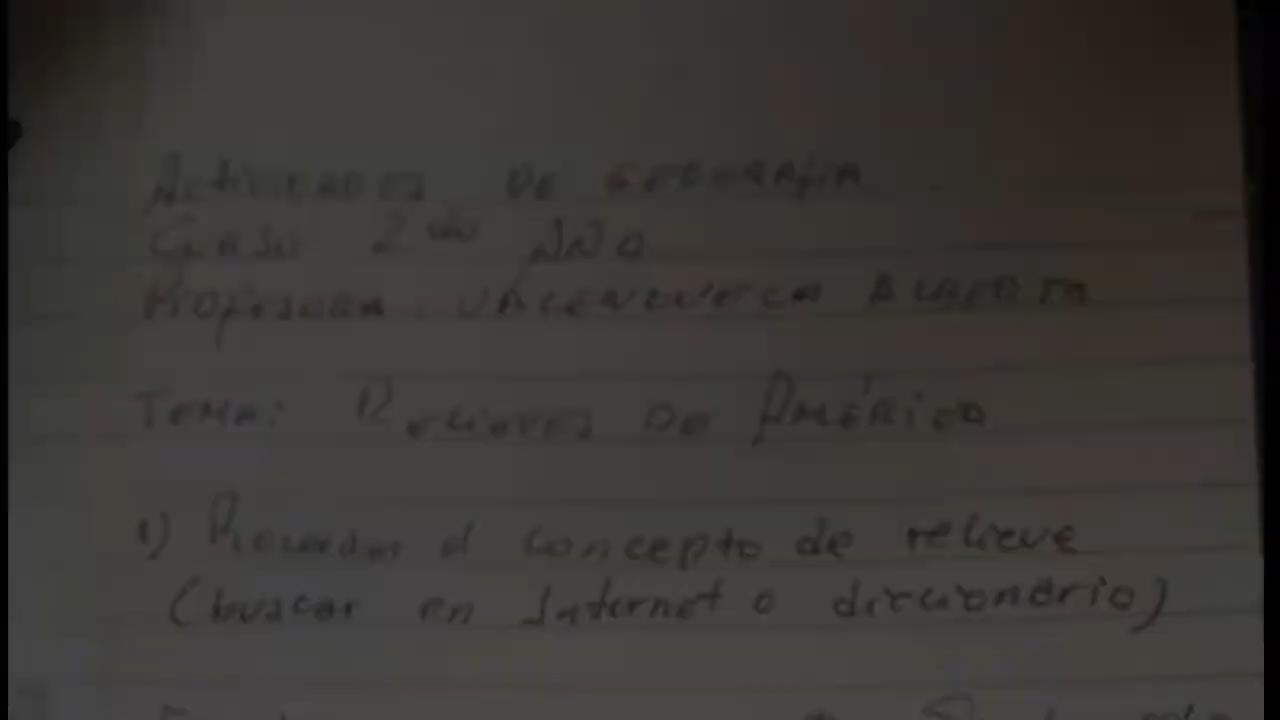 Actividades DE GEOGRAFÍA
Curso 2do AÑO
Profesora:
Tema: Relieves DE América
1) Recordar el concepto de relieve
(buscar en Internet o diccionario)